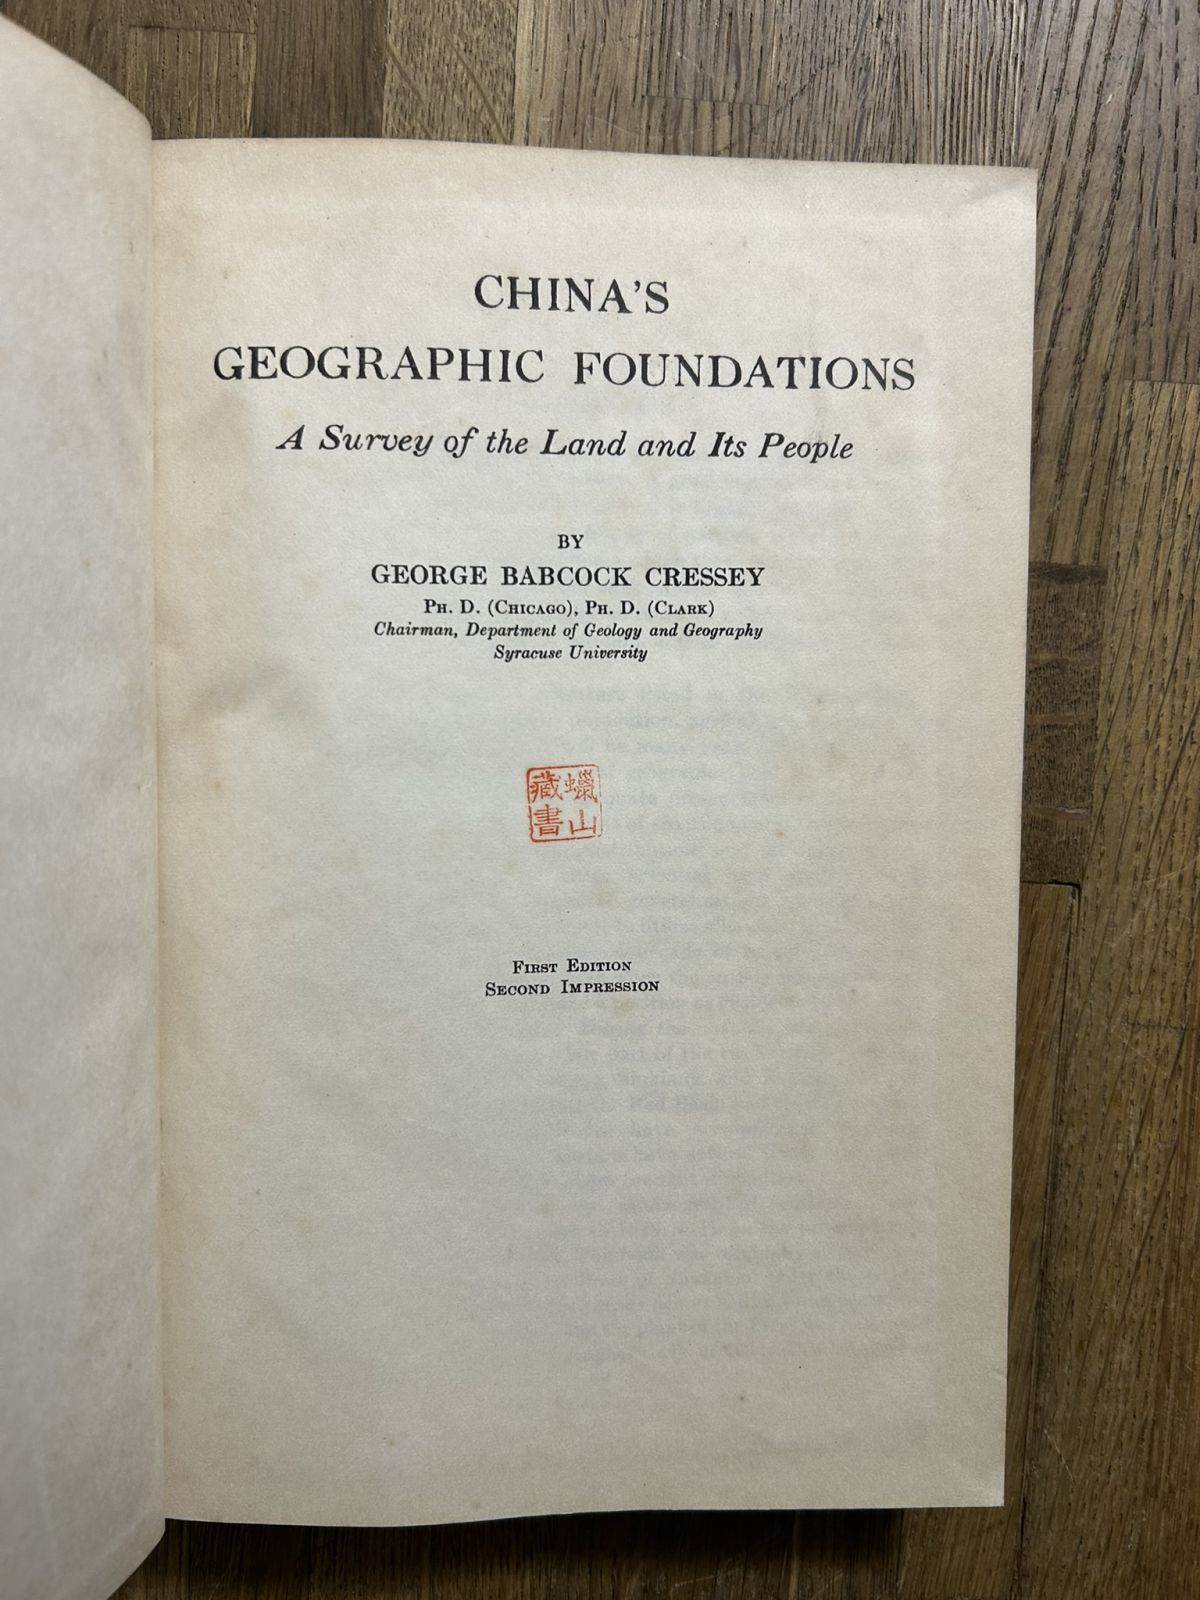 CHINA'S
GEOGRAPHIC FOUNDATIONS
A Survey of the Land and Its People
BY
GEORGE BABCOCK CRESSEY
PH. D. (CHICAGO), PH. D. (CLARK)
Chairman, Department of Geology and Geography
Syracuse University
蠟山
藏書
FIRST EDITION
SECOND IMPRESSION